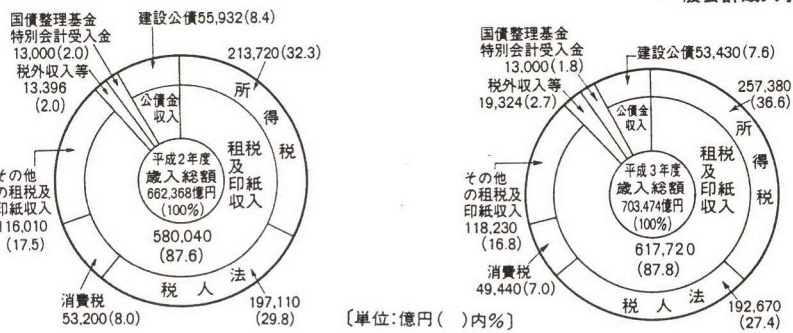 一般会計歳入予
国債整理基金
特別会計受入金
13,000(2.0)
税外収入等
13,396
(2.0)
建設公債55,932(8.4)
213,720(32.3)
公債金
収入
所得税
租税
及
印紙
収入
平成2年度
歳入総額
662,368億円
(100%)
580,040
(87.6)
その他
の租税及
印紙収入
116,010
(17.5)
消費税
53,200(8.0)
税人法
197,110
(29.8)
国債整理基金
特別会計受入金
13,000(1.8)
税外収入等
19,324(2.7)
建設公債53,430(7.6)
257,380
(36.6)
公債金
収入
所得税
租税
及
印紙
収入
平成3年度
歳入総額
703,474億円
(100%)
617,720
(87.8)
その他
の租税及
印紙収入
118,230
(16.8)
消費税
49,440(7.0)
税人法
192,670
(27.4)
〔単位:億円( )内%〕